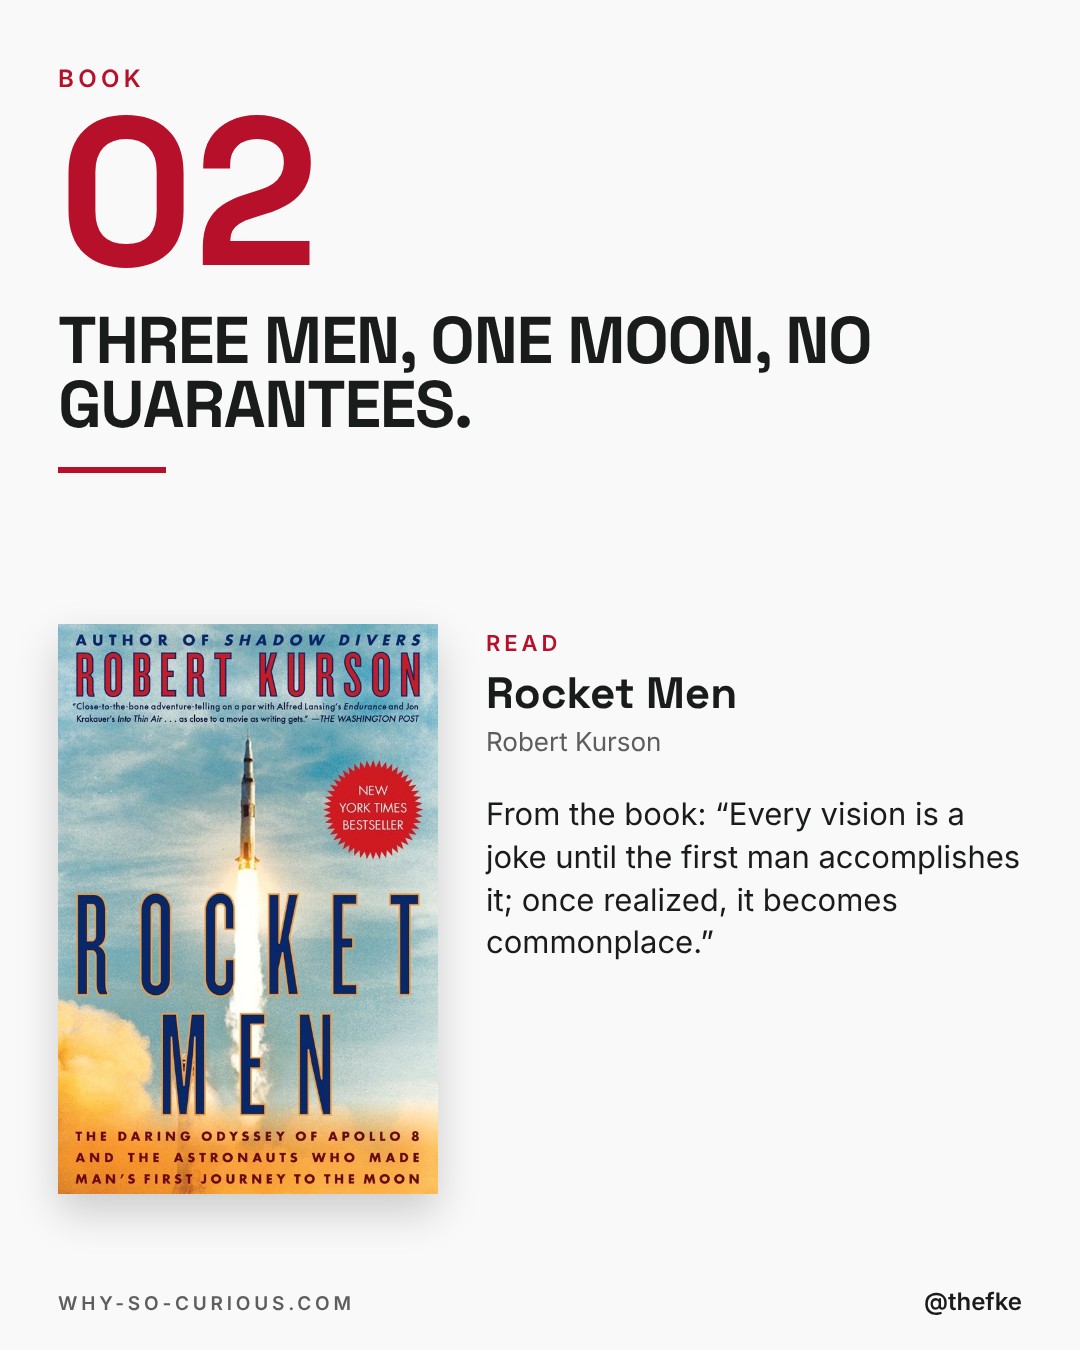 BOOK
02
THREE MEN, ONE MOON, NO
GUARANTEES.
AUTHOR OF SHADOW DIVERS
ROBERT KURSON
"Close-to-the-bone adventure-telling on a par with Alfred Lansing's Endurance and Jon
Krakauer's Into Thin Air . . . as close to a movie as writing gets." —THE WASHINGTON POST
NEW
YORK TIMES
BESTSELLER
ROCKET
MEN
THE DARING ODYSSEY OF APOLLO 8
AND THE ASTRONAUTS WHO MADE
MAN'S FIRST JOURNEY TO THE MOON
READ
Rocket Men
Robert Kurson
From the book: “Every vision is a
joke until the first man accomplishes
it; once realized, it becomes
commonplace.”
WHY-SO-CURIOUS.COM
@thefke